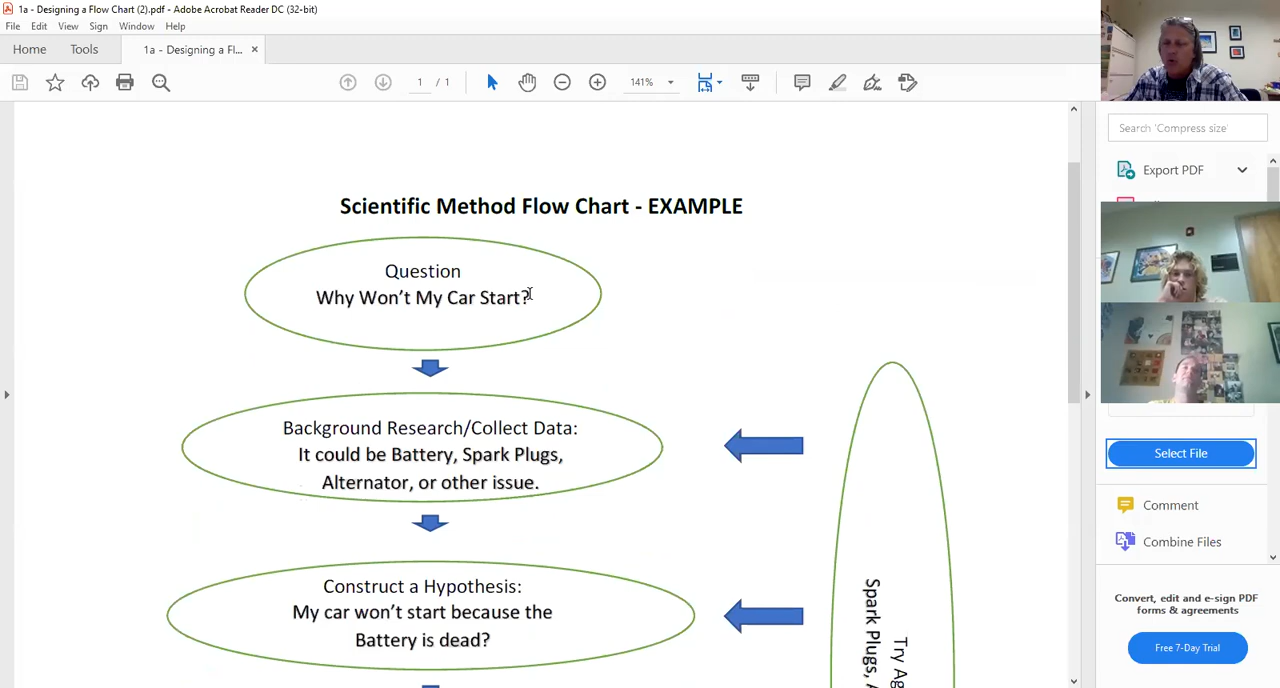 1a - Designing a Flow Chart (2).pdf - Adobe Acrobat Reader DC (32-bit)
File Edit View Sign Window Help
Home Tools 1a - Designing a Fl... ×
1 / 1 141%
Search 'Compress size'
Export PDF
Scientific Method Flow Chart - EXAMPLE
Question
Why Won't My Car Start?
Background Research/Collect Data:
It could be Battery, Spark Plugs,
Alternator, or other issue.
Construct a Hypothesis:
My car won't start because the
Battery is dead?
Try Ag
Spark Plugs, A
Select File
Comment
Combine Files
Convert, edit and e-sign PDF
forms & agreements
Free 7-Day Trial